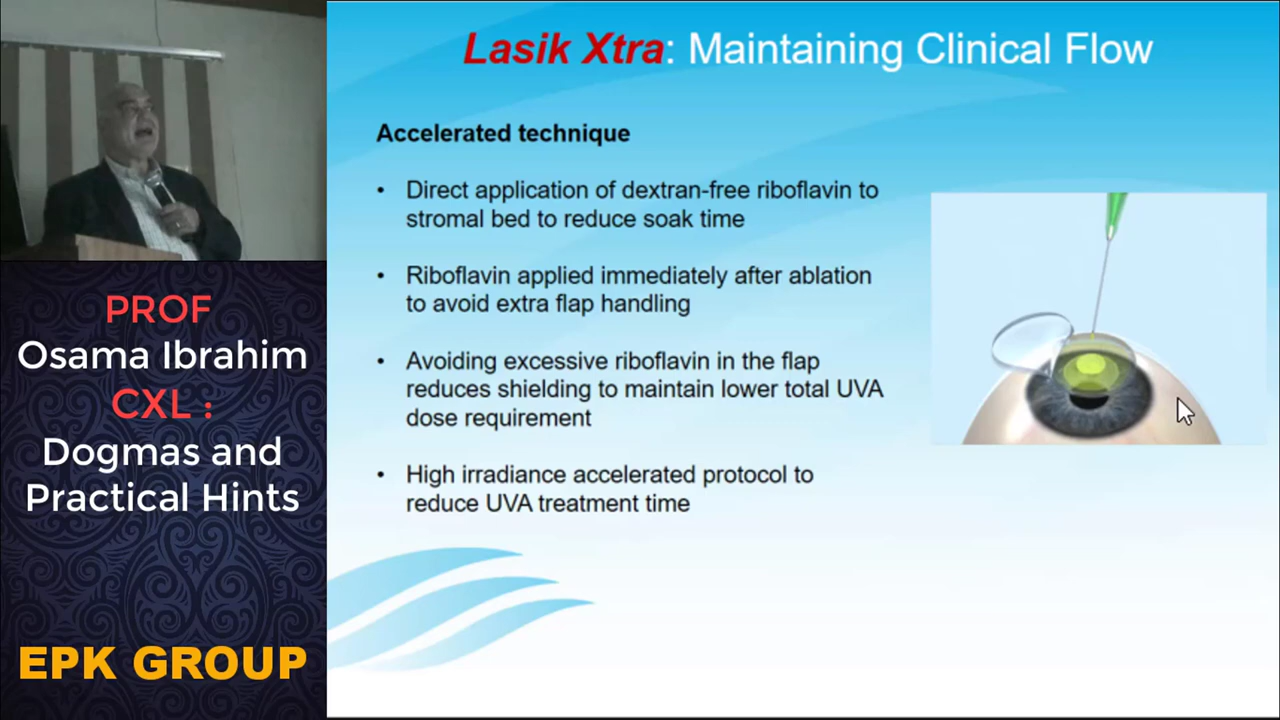 Lasik Xtra: Maintaining Clinical Flow
Accelerated technique
• Direct application of dextran-free riboflavin to
stromal bed to reduce soak time
• Riboflavin applied immediately after ablation
to avoid extra flap handling
• Avoiding excessive riboflavin in the flap
reduces shielding to maintain lower total UVA
dose requirement
• High irradiance accelerated protocol to
reduce UVA treatment time
PROF
Osama Ibrahim
CXL :
Dogmas and
Practical Hints
EPK GROUP